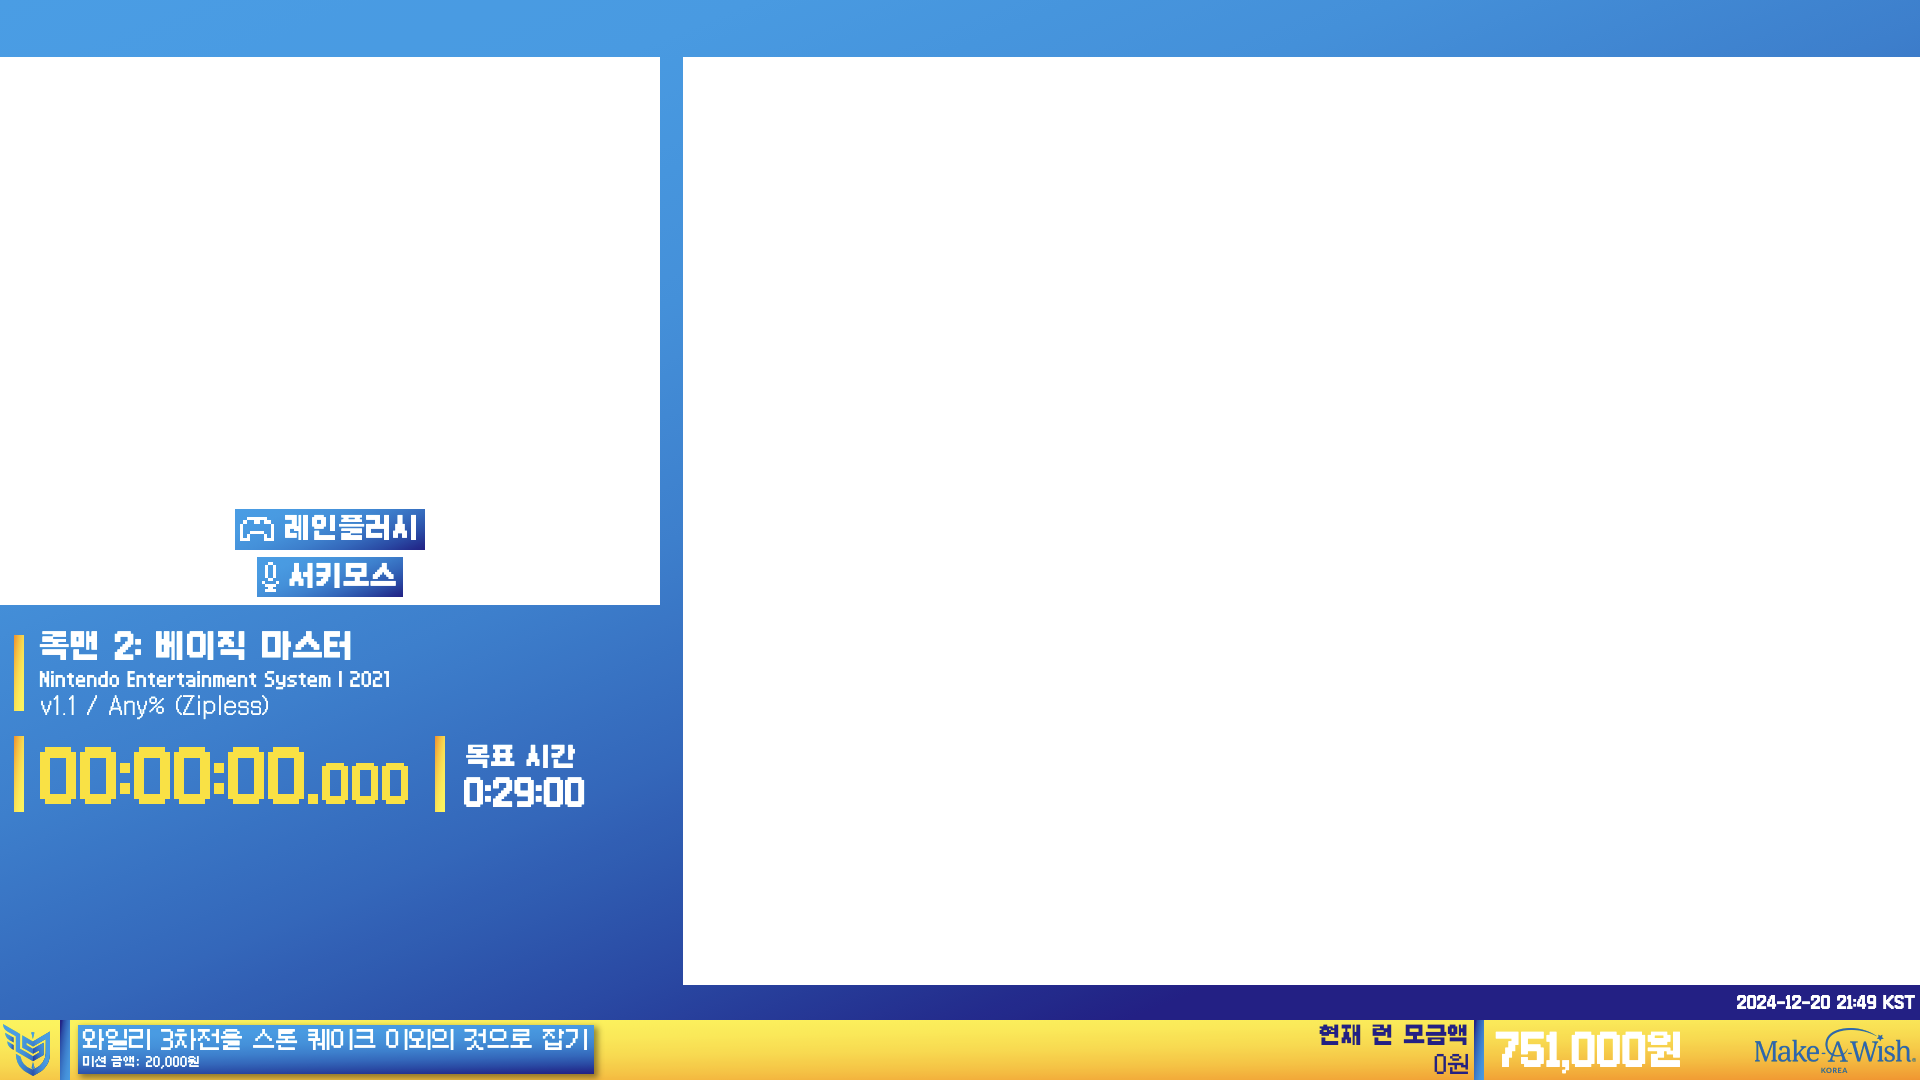 레인플러시
서키모스
록맨 2: 베이직 마스터
Nintendo Entertainment System | 2021
v1.1 / Any% (Zipless)
00:00:00.000
목표 시간
0:29:00
2024-12-20 21:49 KST
와일리 3차전을 스톤 퀘이크 이외의 것으로 잡기
미션 금액: 20,000원
현재 런 모금액
0원
751,000원
Make-A-Wish®
KOREA